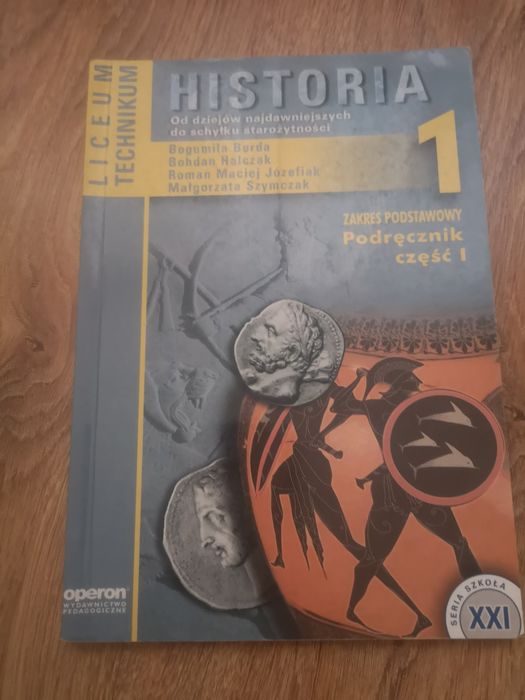 LICEUM
TECHNIKUM
HISTORIA
Od dziejów najdawniejszych
do schyłku starożytności
Bogumiła Burda
Bohdan Halczak
Roman Maciej Józefiak
Małgorzata Szymczak
1
ZAKRES PODSTAWOWY
Podręcznik
część I
operon
WYDAWNICTWO
PEDAGOGICZNE
SERIA SZKOŁA
XXI